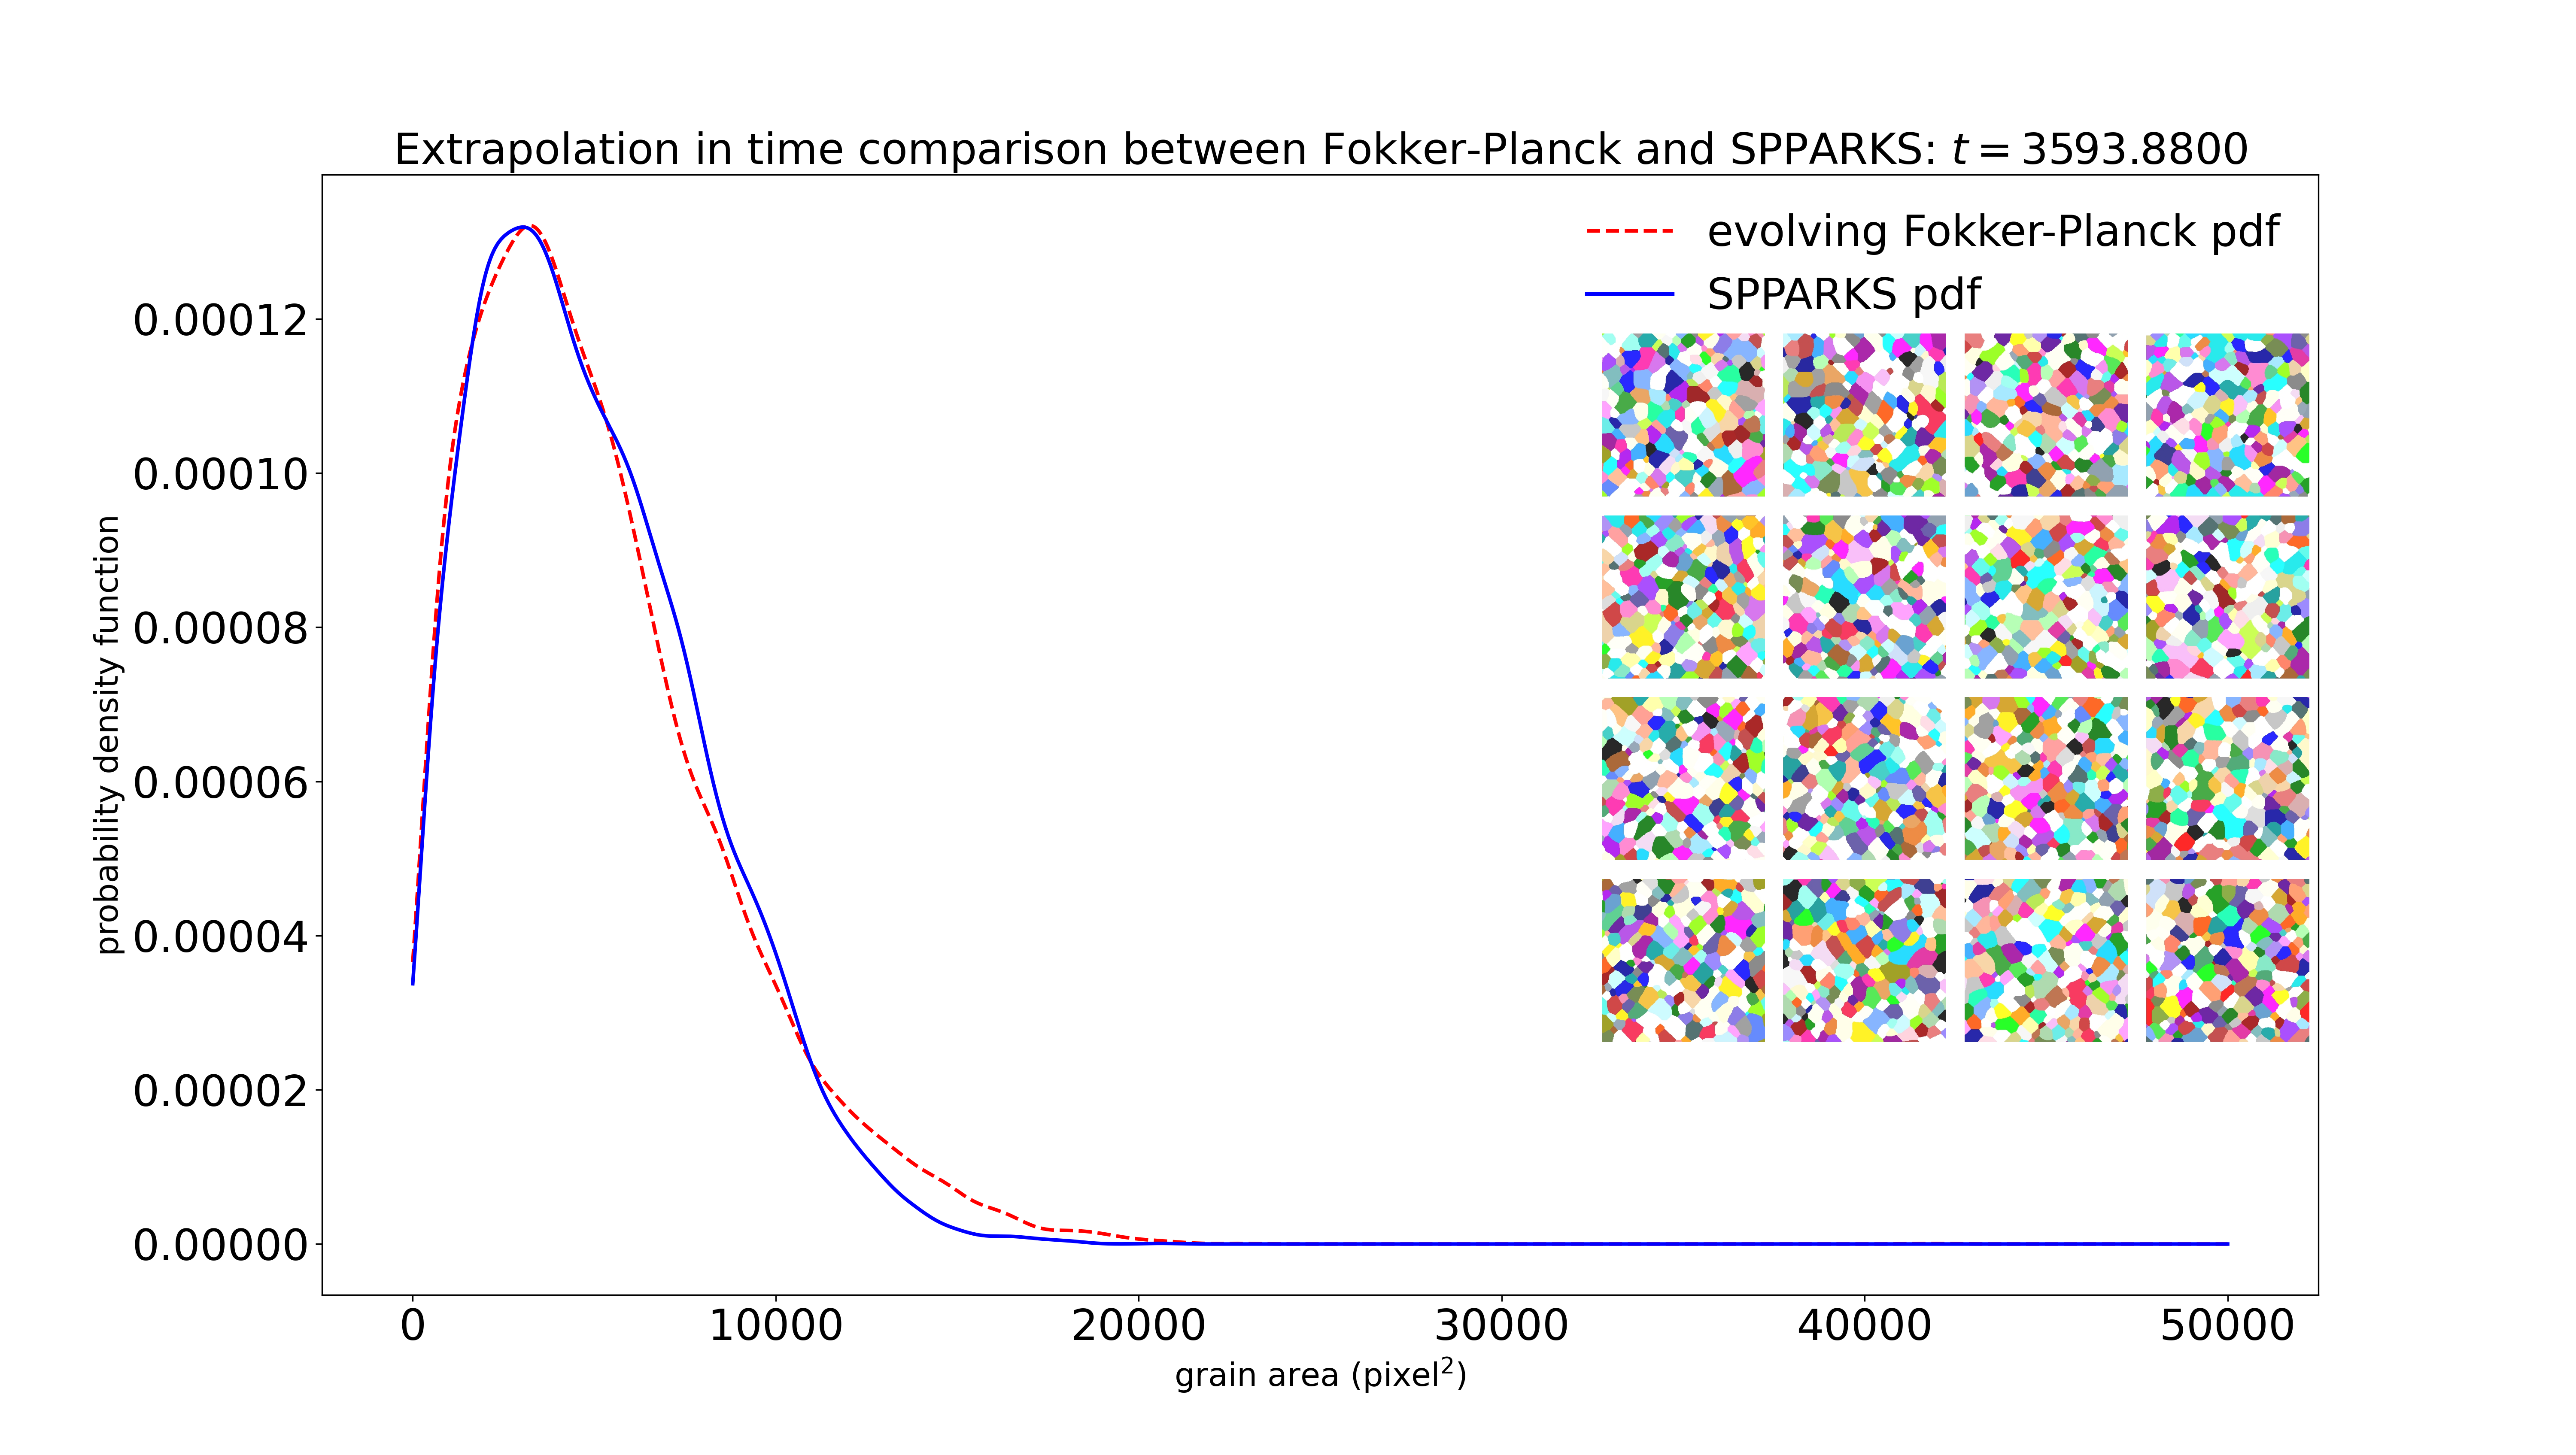 Extrapolation in time comparison between Fokker-Planck and SPPARKS: t = 3593.8800
evolving Fokker-Planck pdf
SPPARKS pdf
probability density function
0.00012
0.00010
0.00008
0.00006
0.00004
0.00002
0.00000
0 10000 20000 30000 40000 50000
grain area (pixel²)